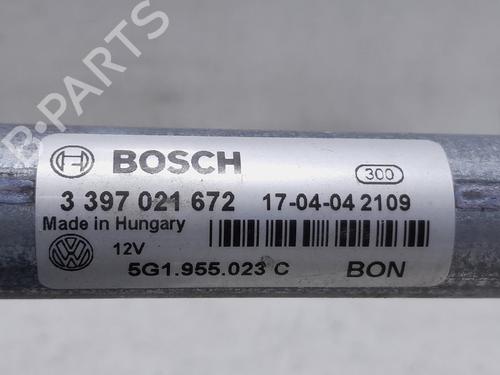 B-PARTS
BOSCH 300
3 397 021 672 17-04-04 2109
Made in Hungary
12V
5G1.955.023 C BON